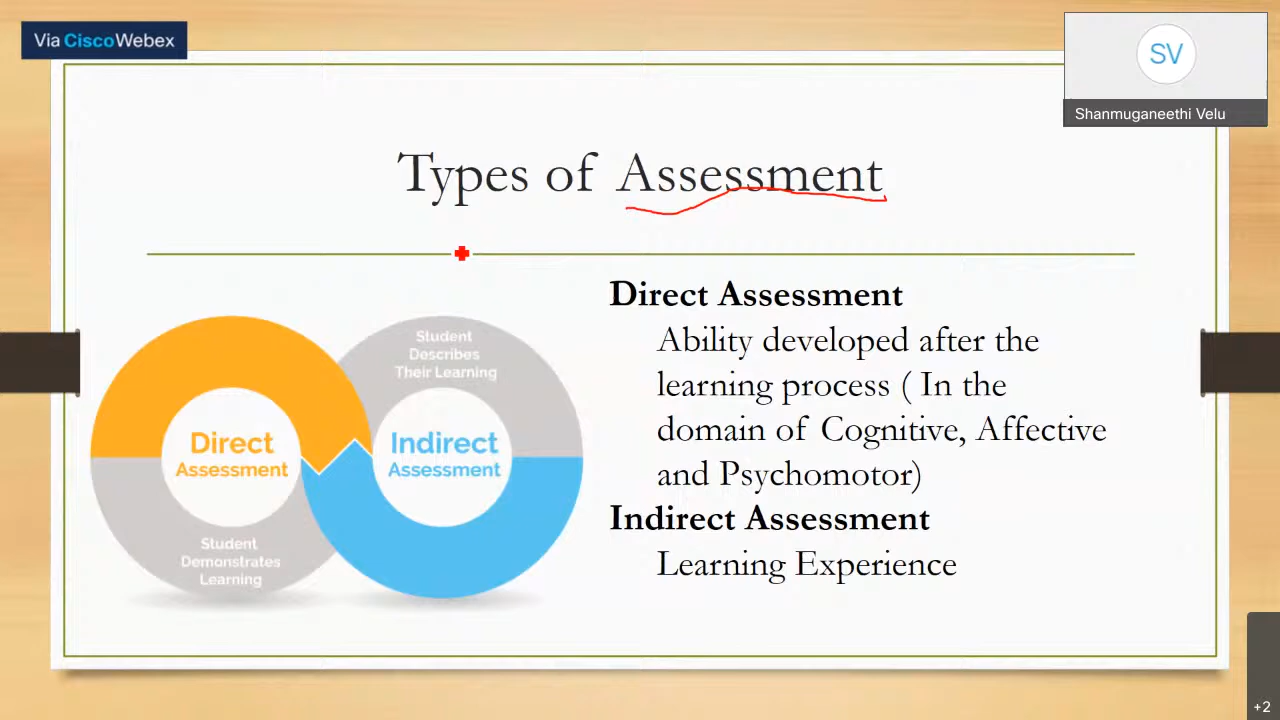 Via CiscoWebex
SV
Shanmuganeethi Velu
Types of Assessment
Student
Describes
Their Learning
Direct
Assessment
Indirect
Assessment
Student
Demonstrates
Learning
Direct Assessment
Ability developed after the
learning process ( In the
domain of Cognitive, Affective
and Psychomotor)
Indirect Assessment
Learning Experience
+2